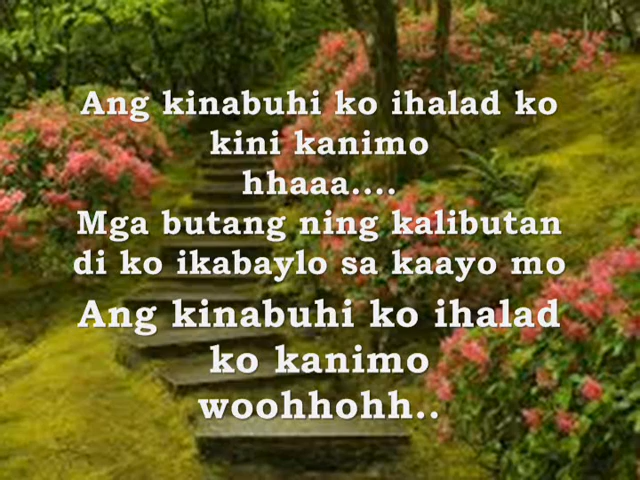 Ang kinabuhi ko ihalad ko
kini kanimo
hhaaa....
Mga butang ning kalibutan
di ko ikabaylo sa kaayo mo
Ang kinabuhi ko ihalad
ko kanimo
woohhohh..